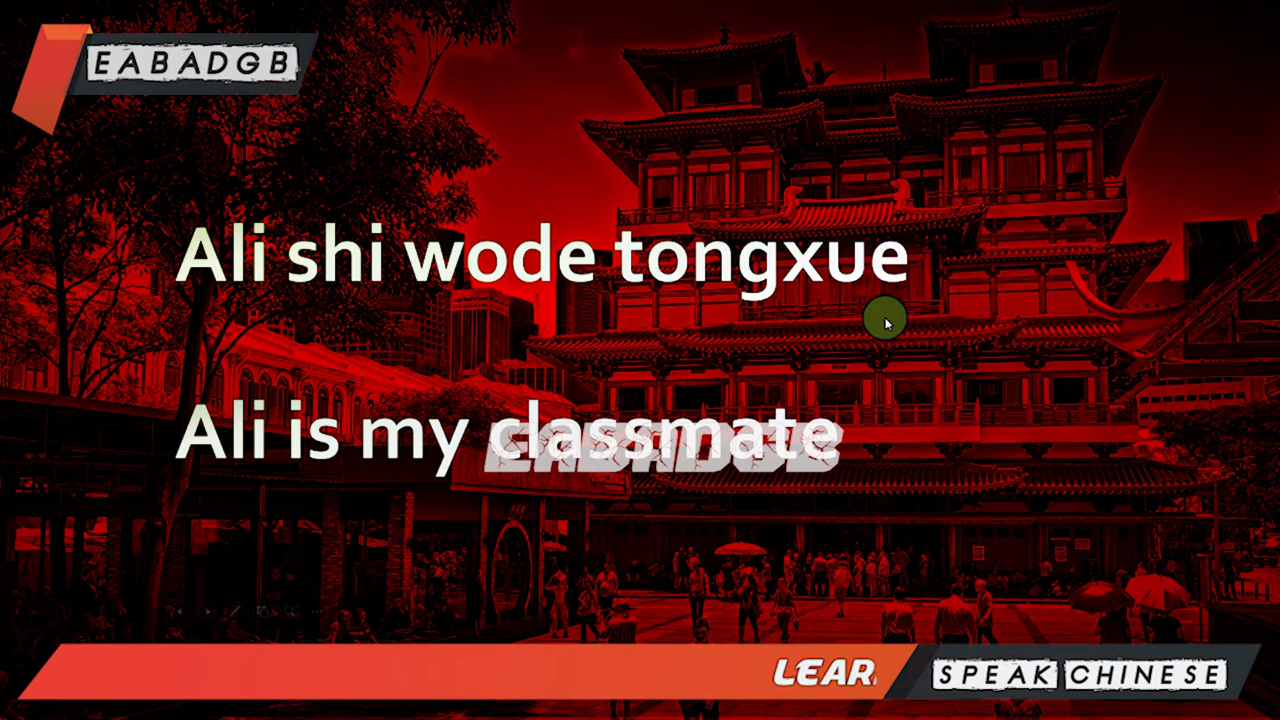 EABADGB
Ali shi wode tongxue
Ali is my classmate
EABADGB
LEAR
SPEAK CHINESE